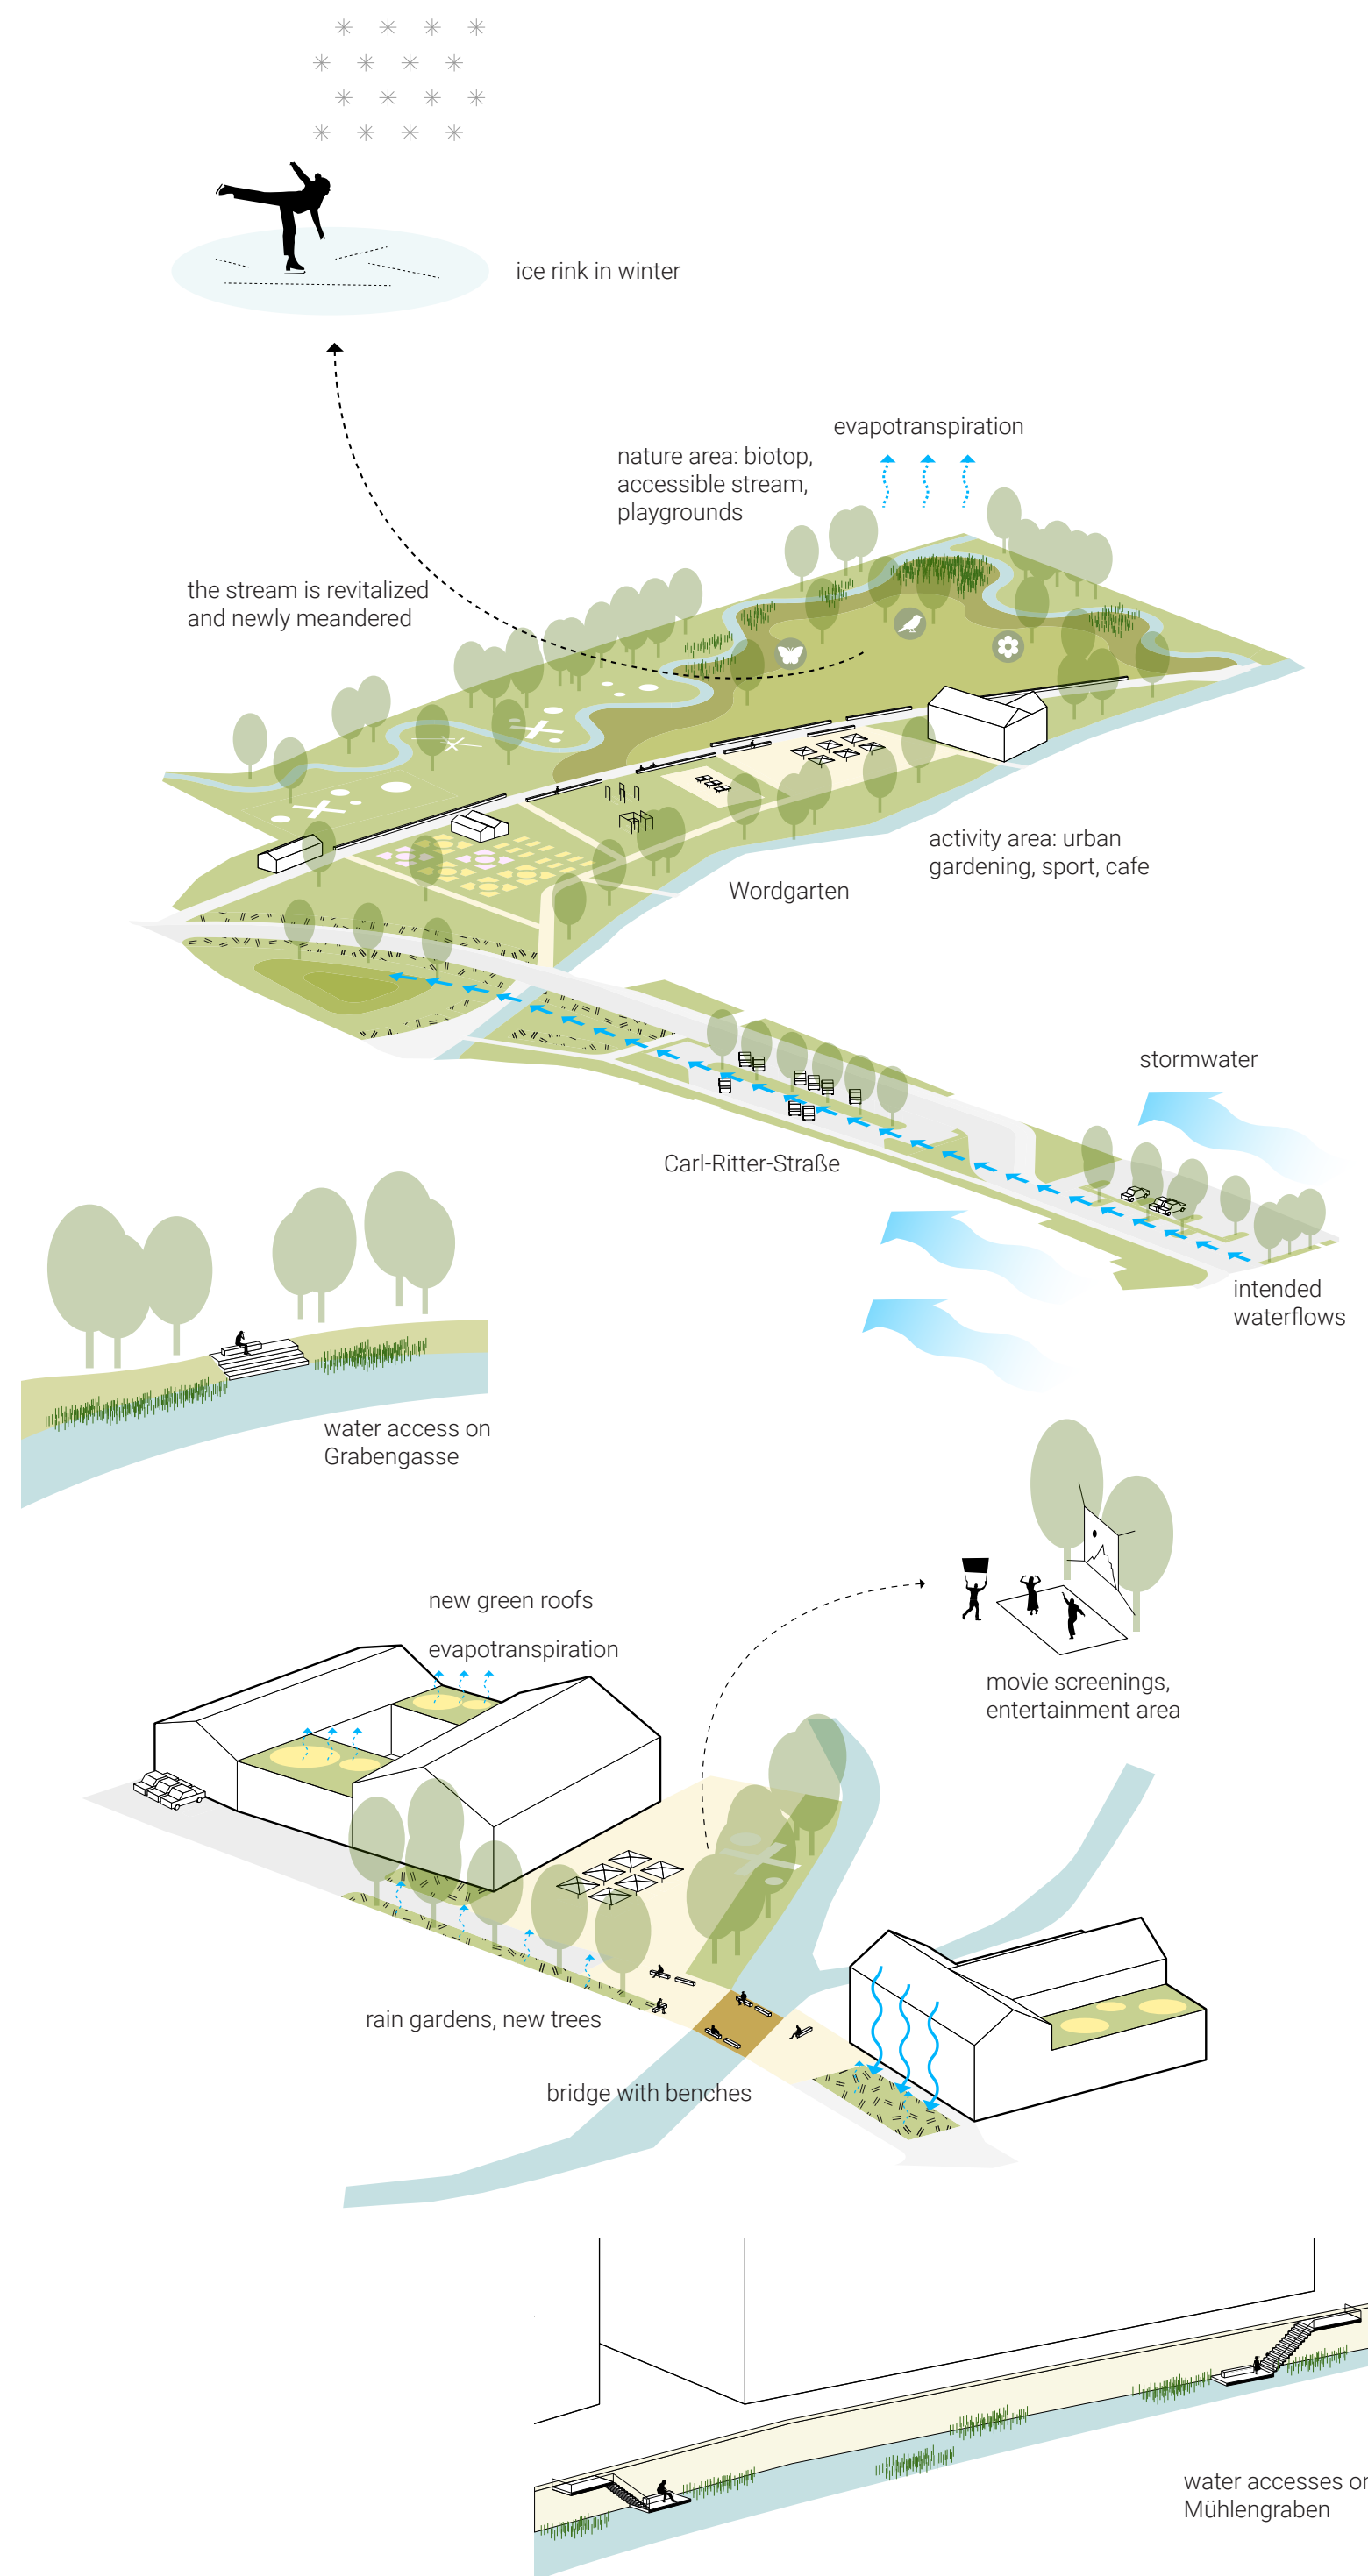 ice rink in winter
evapotranspiration
nature area: biotop,
accessible stream,
playgrounds
the stream is revitalized
and newly meandered
activity area: urban
gardening, sport, cafe
Wordgarten
stormwater
Carl-Ritter-Straße
intended
waterflows
water access on
Grabengasse
new green roofs
evapotranspiration
movie screenings,
entertainment area
rain gardens, new trees
bridge with benches
water accesses on
Mühlengraben